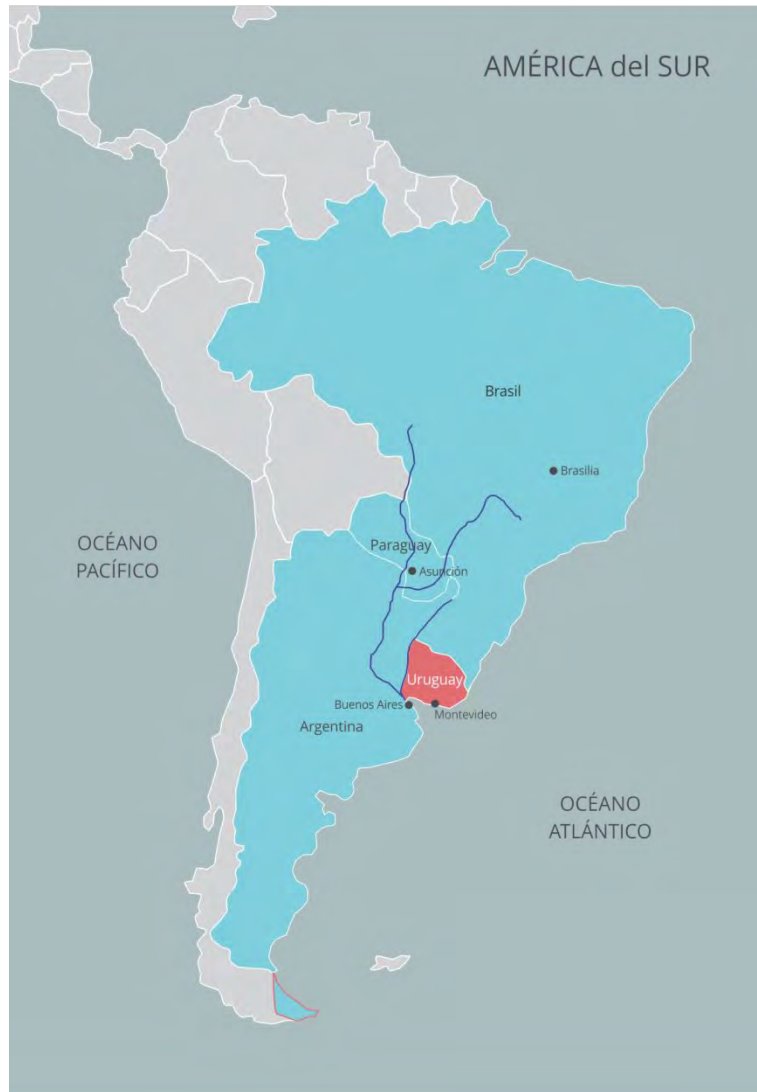 AMÉRICA del SUR
Brasil
Brasilia
OCÉANO
PACÍFICO
Paraguay
Asunción
Uruguay
Buenos Aires
Montevideo
Argentina
OCÉANO
ATLÁNTICO